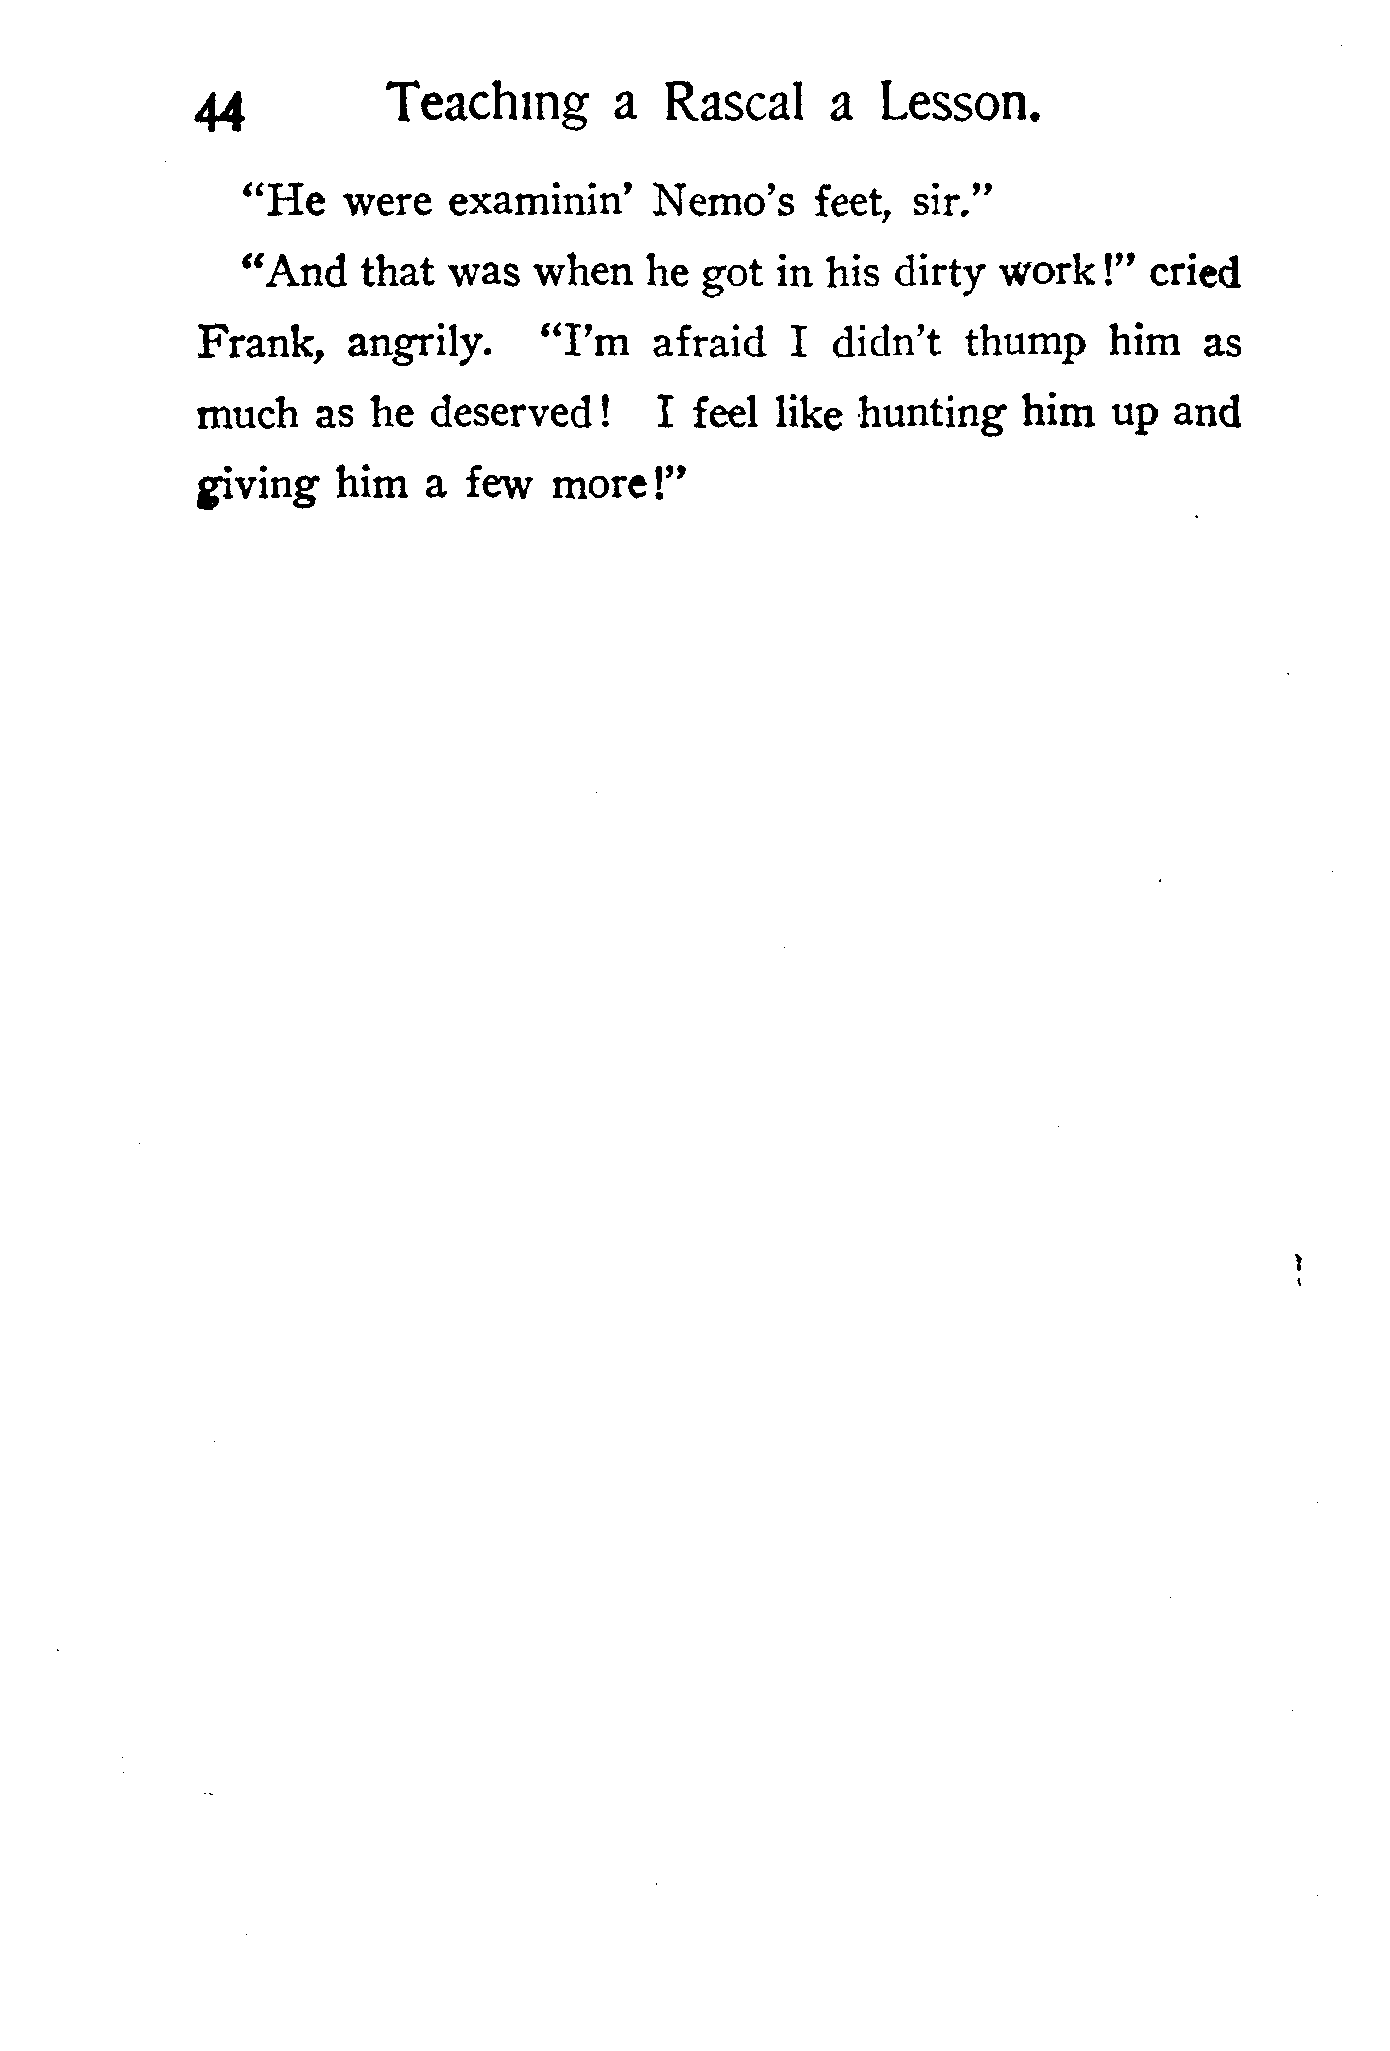 44 Teaching a Rascal a Lesson.
“He were examinin’ Nemo’s feet, sir.”
“And that was when he got in his dirty work!” cried
Frank, angrily. “I’m afraid I didn’t thump him as
much as he deserved! I feel like hunting him up and
giving him a few more!”